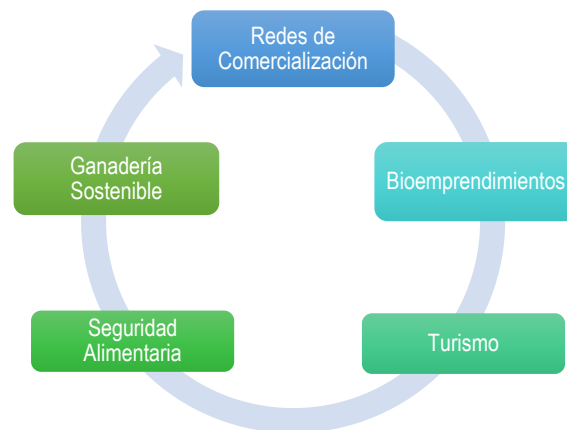 Redes de
Comercialización
Bioemprendimientos
Turismo
Seguridad
Alimentaria
Ganadería
Sostenible